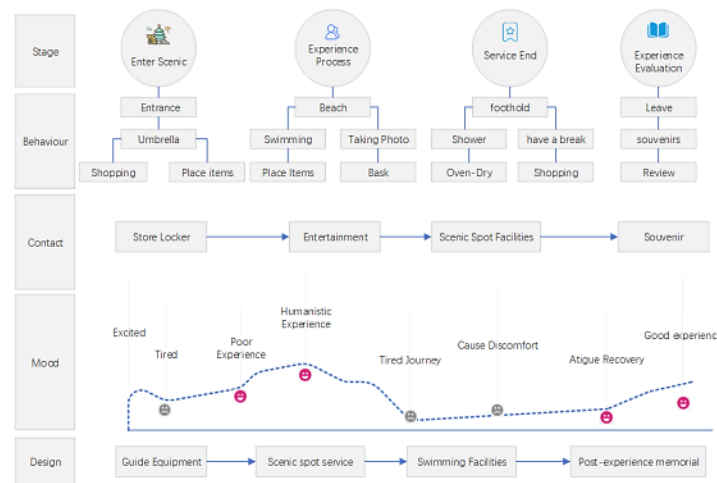 Stage
Enter Scenic
Experience
Process
Service End
Experience
Evaluation
Behaviour
Entrance
Beach
foothold
Leave
Umbrella
Swimming
Taking Photo
Shower
have a break
souvenirs
Shopping
Place items
Place Items
Bask
Oven-Dry
Shopping
Review
Contact
Store Locker
Entertainment
Scenic Spot Facilities
Souvenir
Mood
Excited
Tired
Poor
Experience
Humanistic
Experience
Tired Journey
Cause Discomfort
Atigue Recovery
Good experienc
Design
Guide Equipment
Scenic spot service
Swimming Facilities
Post-experience memorial